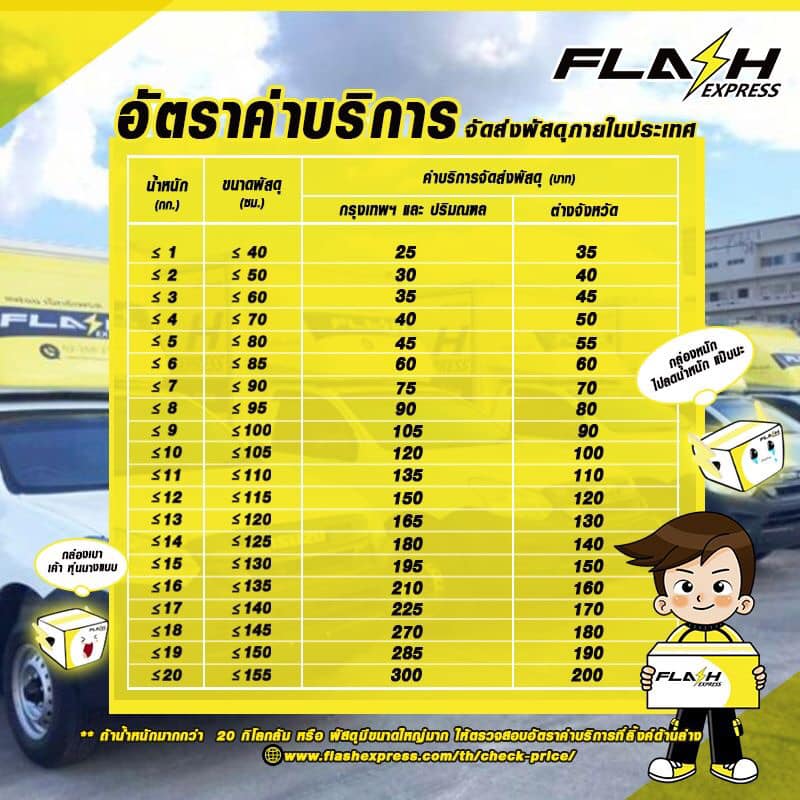 FLASH
EXPRESS
อัตราค่าบริการ จัดส่งพัสดุภายในประเทศ
น้ำหนัก (กก.) ขนาดพัสดุ (ซม.) ค่าบริการจัดส่งพัสดุ (บาท)
กรุงเทพฯ และ ปริมณฑล ต่างจังหวัด
≤ 1 ≤ 40 25 35
≤ 2 ≤ 50 30 40
≤ 3 ≤ 60 35 45
≤ 4 ≤ 70 40 50
≤ 5 ≤ 80 45 55
≤ 6 ≤ 85 60 60
≤ 7 ≤ 90 75 70
≤ 8 ≤ 95 90 80
≤ 9 ≤ 100 105 90
≤ 10 ≤ 105 120 100
≤ 11 ≤ 110 135 110
≤ 12 ≤ 115 150 120
≤ 13 ≤ 120 165 130
≤ 14 ≤ 125 180 140
≤ 15 ≤ 130 195 150
≤ 16 ≤ 135 210 160
≤ 17 ≤ 140 225 170
≤ 18 ≤ 145 270 180
≤ 19 ≤ 150 285 190
≤ 20 ≤ 155 300 200
กล่องหนัก
ไปลดน้ำหนัก แป๊บนะ
FLASH
กล่องเบา
เค้า หุ่นนางแบบ
FLASH
FLASH
EXPRESS
FLASH
EXPRESS
** ถ้าน้ำหนักมากกว่า 20 กิโลกลัม หรือ พัสดุมีขนาดใหญ่มาก ให้ตรวจสอบอัตราค่าบริการที่ลิ้งค์ด้านล่าง
www.flashexpress.com/th/check-price/